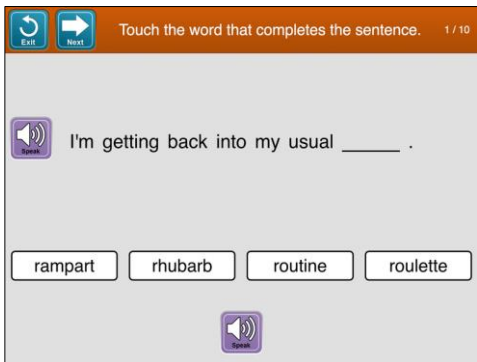 Exit
Next
Touch the word that completes the sentence.
1 / 10
Speak
I'm getting back into my usual ______ .
rampart
rhubarb
routine
roulette
Speak